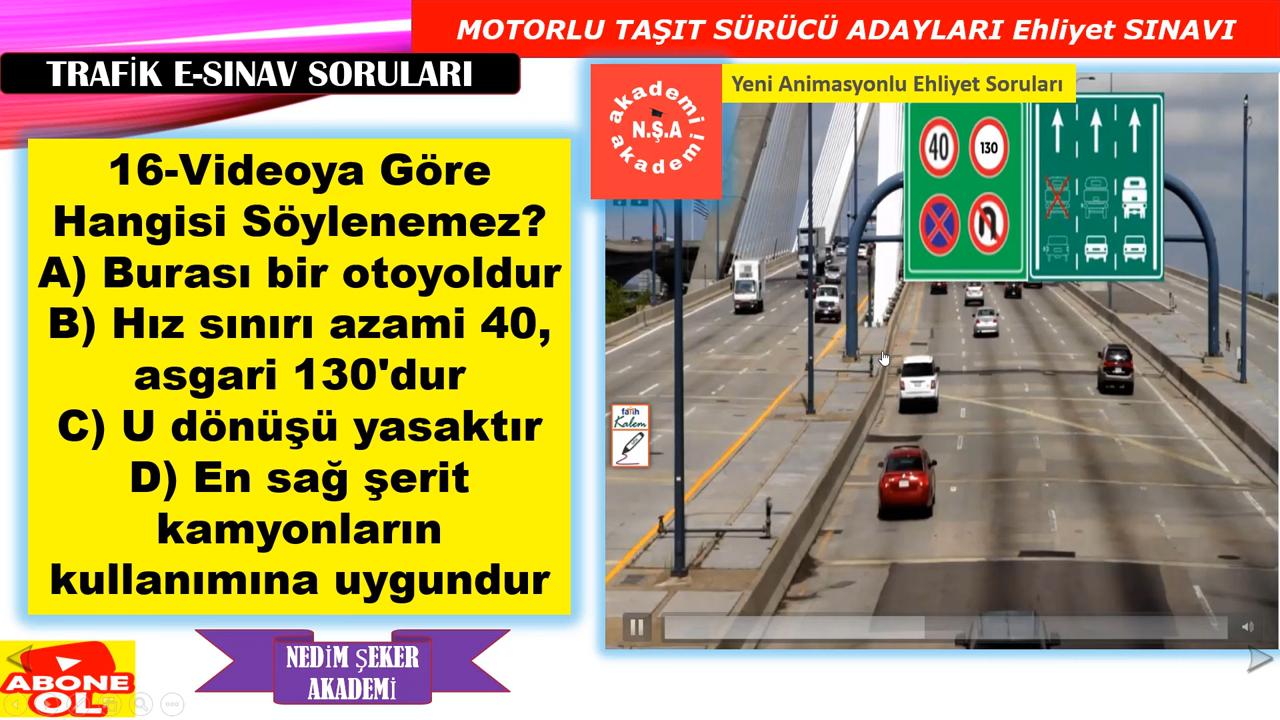 MOTORLU TAŞIT SÜRÜCÜ ADAYLARI Ehliyet SINAVI
TRAFİK E-SINAV SORULARI
Yeni Animasyonlu Ehliyet Soruları
akademi
N.Ş.A
akademi
16-Videoya Göre
Hangisi Söylenemez?
A) Burası bir otoyoldur
B) Hız sınırı azami 40,
asgari 130'dur
C) U dönüşü yasaktır
D) En sağ şerit
kamyonların
kullanımına uygundur
40
130
fatih
Kalem
NEDİM ŞEKER
AKADEMİ
ABONE
OL